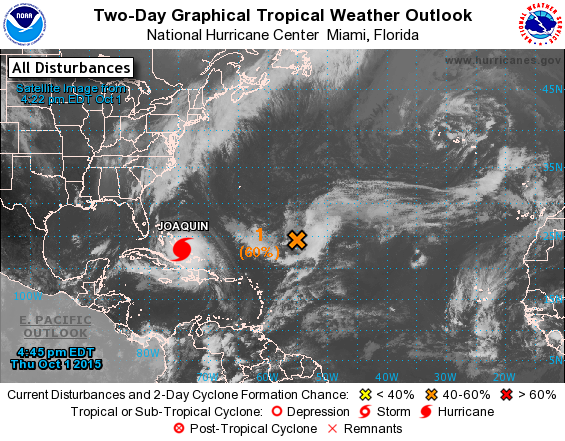 Two-Day Graphical Tropical Weather Outlook
National Hurricane Center Miami, Florida
NOAA
www.hurricanes.gov
All Disturbances
Satellite Image from
4:22 pm EDT Oct 1
45N
35N
JOAQUIN
1
(60%)
25N
100W
15N
E. PACIFIC
OUTLOOK
4:45 pm EDT
Thu Oct 1 2015
5N
80W
70W
60W
50W
40W
30W
20W
Current Disturbances and 2-Day Cyclone Formation Chance: < 40% 40-60% > 60%
Tropical or Sub-Tropical Cyclone: Depression Storm Hurricane
Post-Tropical Cyclone Remnants